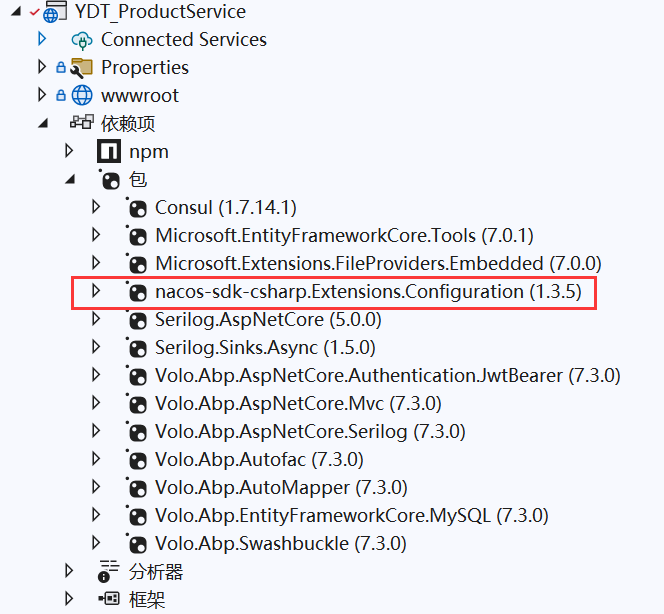 YDT_ProductService
Connected Services
Properties
wwwroot
依赖项
npm
包
Consul (1.7.14.1)
Microsoft.EntityFrameworkCore.Tools (7.0.1)
Microsoft.Extensions.FileProviders.Embedded (7.0.0)
nacos-sdk-csharp.Extensions.Configuration (1.3.5)
Serilog.AspNetCore (5.0.0)
Serilog.Sinks.Async (1.5.0)
Volo.Abp.AspNetCore.Authentication.JwtBearer (7.3.0)
Volo.Abp.AspNetCore.Mvc (7.3.0)
Volo.Abp.AspNetCore.Serilog (7.3.0)
Volo.Abp.Autofac (7.3.0)
Volo.Abp.AutoMapper (7.3.0)
Volo.Abp.EntityFrameworkCore.MySQL (7.3.0)
Volo.Abp.Swashbuckle (7.3.0)
分析器
框架